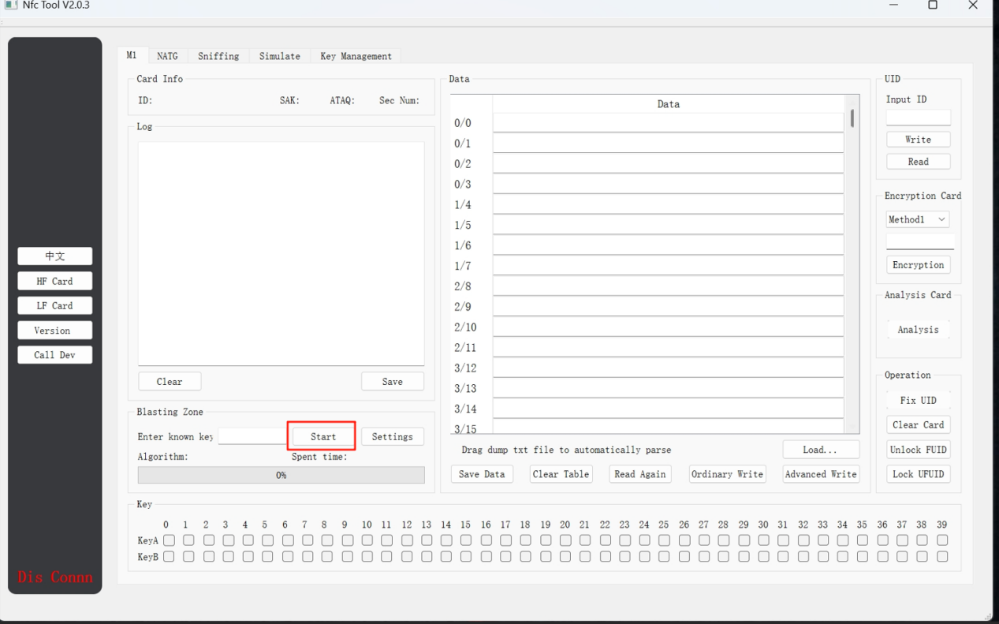 Nfc Tool V2.0.3
中文
HF Card
LF Card
Version
Call Dev
Dis Connn
M1 NATG Sniffing Simulate Key Management
Card Info
ID: SAK: ATAQ: Sec Num:
Log
Clear Save
Blasting Zone
Enter known key Start Settings
Algorithm: Spent time:
0%
Data
Data
0/0
0/1
0/2
0/3
1/4
1/5
1/6
1/7
2/8
2/9
2/10
2/11
3/12
3/13
3/14
3/15
Drag dump txt file to automatically parse Load...
Save Data Clear Table Read Again Ordinary Write Advanced Write
UID
Input ID
Write
Read
Encryption Card
Method1
Encryption
Analysis Card
Analysis
Operation
Fix UID
Clear Card
Unlock FUID
Lock UFUID
Key
0 1 2 3 4 5 6 7 8 9 10 11 12 13 14 15 16 17 18 19 20 21 22 23 24 25 26 27 28 29 30 31 32 33 34 35 36 37 38 39
KeyA
KeyB